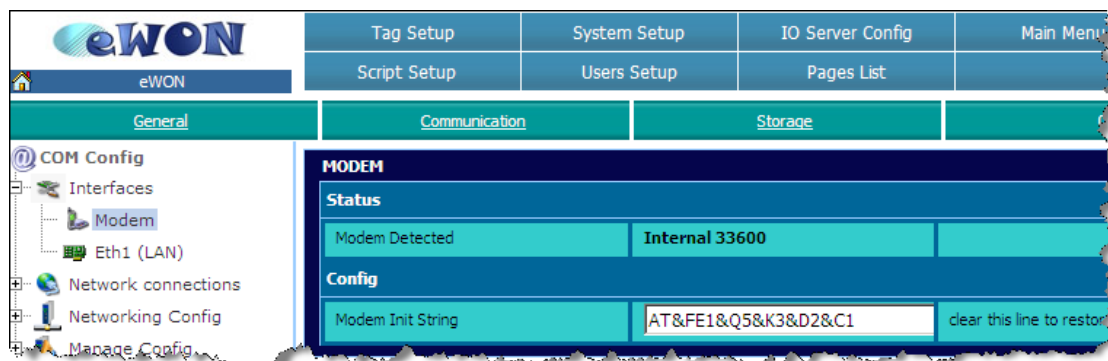 eWON
Tag Setup
System Setup
IO Server Config
Main Menu
eWON
Script Setup
Users Setup
Pages List
General
Communication
Storage
COM Config
Interfaces
Modem
Eth1 (LAN)
Network connections
Networking Config
Manage Config
MODEM
Status
Modem Detected
Internal 33600
Config
Modem Init String
AT&FE1&Q5&K3&D2&C1
clear this line to restor